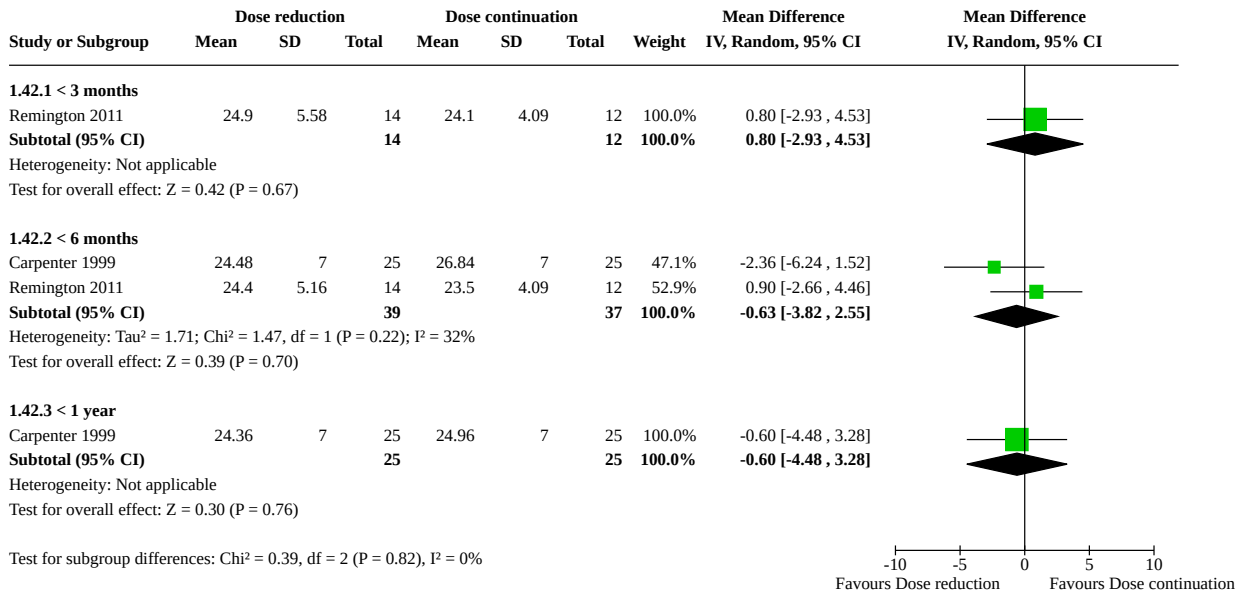 Dose reduction Dose continuation Mean Difference Mean Difference
Study or Subgroup Mean SD Total Mean SD Total Weight IV, Random, 95% CI IV, Random, 95% CI
1.42.1 < 3 months
Remington 2011 24.9 5.58 14 24.1 4.09 12 100.0% 0.80 [-2.93 , 4.53]
Subtotal (95% CI) 14 12 100.0% 0.80 [-2.93 , 4.53]
Heterogeneity: Not applicable
Test for overall effect: Z = 0.42 (P = 0.67)
1.42.2 < 6 months
Carpenter 1999 24.48 7 25 26.84 7 25 47.1% -2.36 [-6.24 , 1.52]
Remington 2011 24.4 5.16 14 23.5 4.09 12 52.9% 0.90 [-2.66 , 4.46]
Subtotal (95% CI) 39 37 100.0% -0.63 [-3.82 , 2.55]
Heterogeneity: Tau² = 1.71; Chi² = 1.47, df = 1 (P = 0.22); I² = 32%
Test for overall effect: Z = 0.39 (P = 0.70)
1.42.3 < 1 year
Carpenter 1999 24.36 7 25 24.96 7 25 100.0% -0.60 [-4.48 , 3.28]
Subtotal (95% CI) 25 25 100.0% -0.60 [-4.48 , 3.28]
Heterogeneity: Not applicable
Test for overall effect: Z = 0.30 (P = 0.76)
Test for subgroup differences: Chi² = 0.39, df = 2 (P = 0.82), I² = 0%
-10 -5 0 5 10
Favours Dose reduction Favours Dose continuation